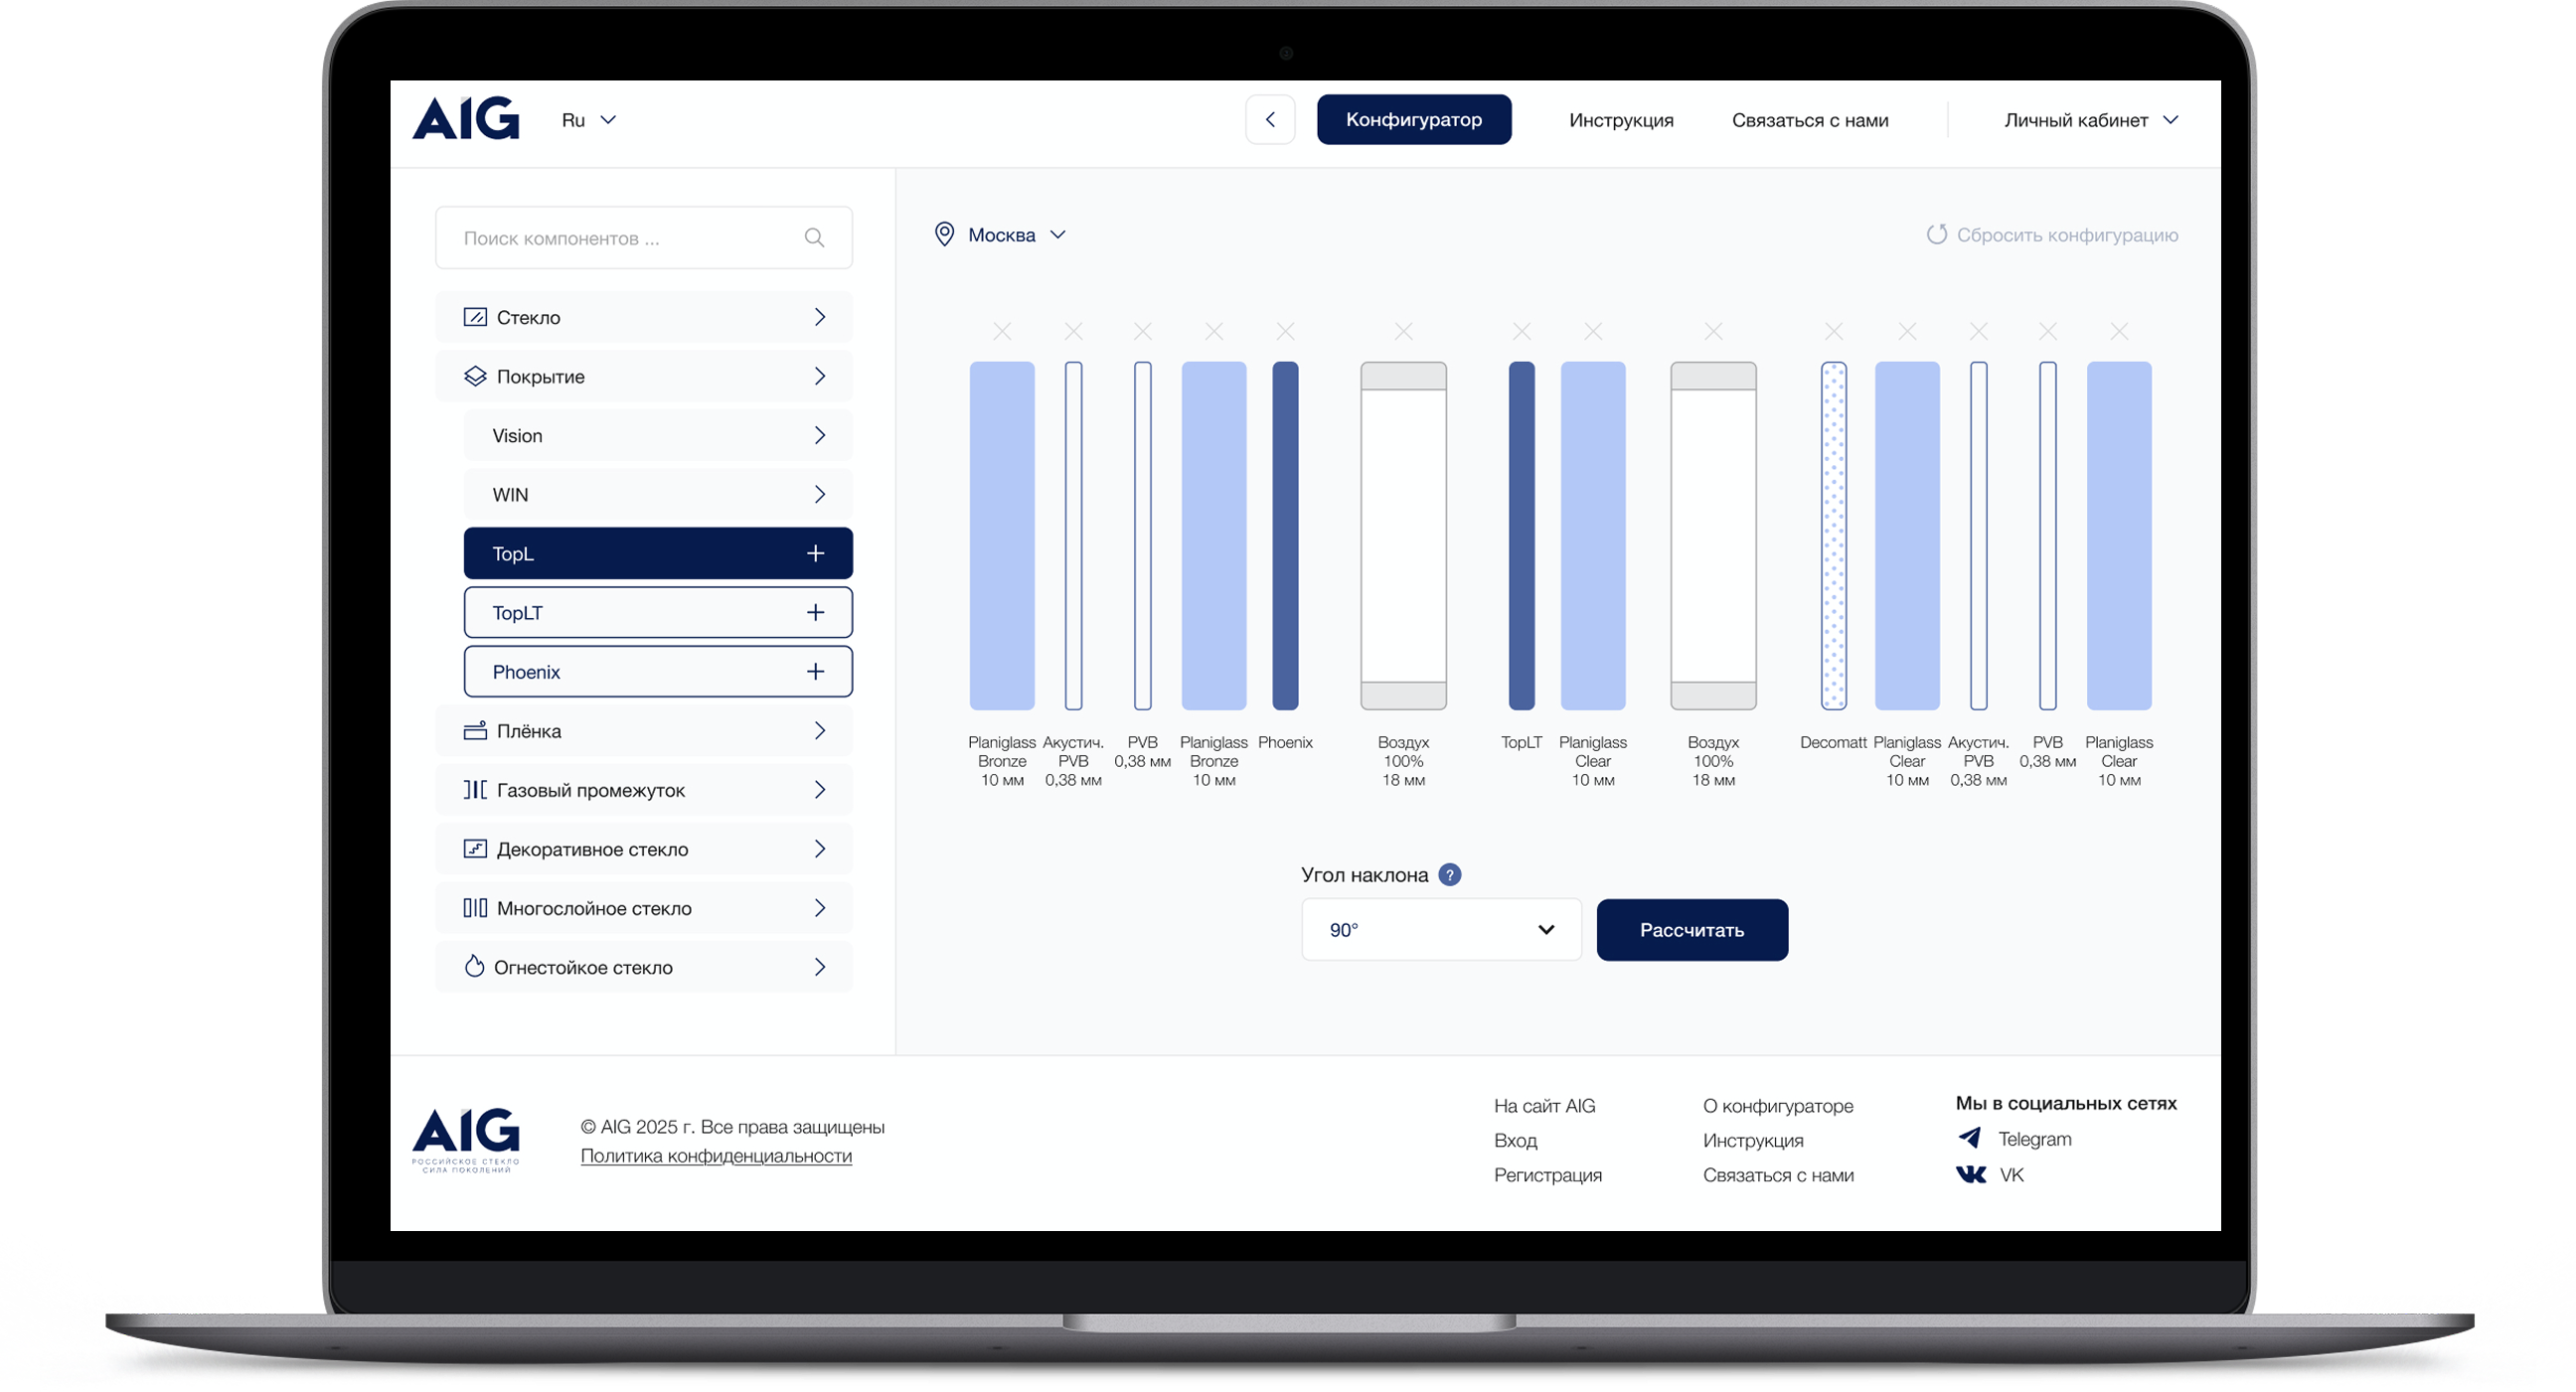 AIG
Ru
Конфигуратор
Инструкция
Связаться с нами
Личный кабинет
Поиск компонентов ...
Стекло
Покрытие
Vision
WIN
TopL
TopLT
Phoenix
Плёнка
Газовый промежуток
Декоративное стекло
Многослойное стекло
Огнестойкое стекло
Москва
Сбросить конфигурацию
Planiglass
Bronze
10 мм
Акустич.
PVB
0,38 мм
PVB
0,38 мм
Planiglass
Bronze
10 мм
Phoenix
Воздух
100%
18 мм
TopLT
Planiglass
Clear
10 мм
Воздух
100%
18 мм
Decomatt
Planiglass
Clear
10 мм
Акустич.
PVB
0,38 мм
PVB
0,38 мм
Planiglass
Clear
10 мм
Угол наклона ?
90°
Рассчитать
AIG
РОССИЙСКОЕ СТЕКЛО
СИЛА ПОКОЛЕНИЙ
© AIG 2025 г. Все права защищены
Политика конфиденциальности
На сайт AIG
Вход
Регистрация
О конфигураторе
Инструкция
Связаться с нами
Мы в социальных сетях
Telegram
VK